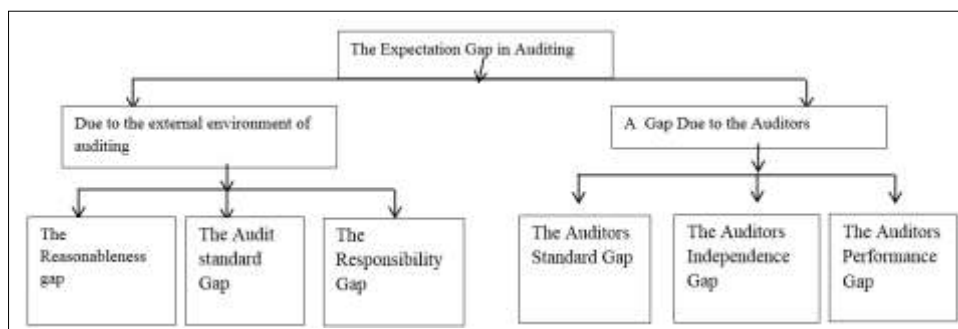 The Expectation Gap in Auditing
Due to the external environment of
auditing
A Gap Due to the Auditors
The
Reasonableness
gap
The Audit
standard
Gap
The
Responsibility
Gap
The Auditors
Standard Gap
The Auditors
Independence
Gap
The Auditors
Performance
Gap